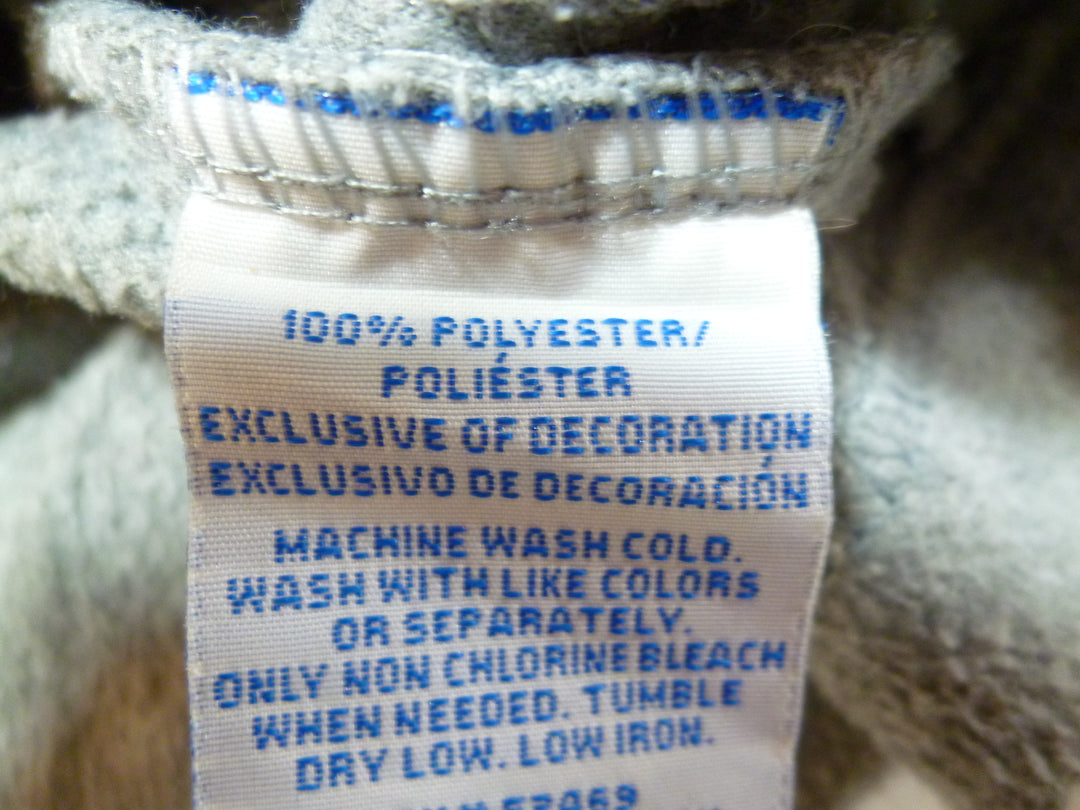 100% POLYESTER/
POLIÉSTER
EXCLUSIVE OF DECORATION
EXCLUSIVO DE DECORACIÓN
MACHINE WASH COLD.
WASH WITH LIKE COLORS
OR SEPARATELY.
ONLY NON CHLORINE BLEACH
WHEN NEEDED. TUMBLE
DRY LOW. LOW IRON.